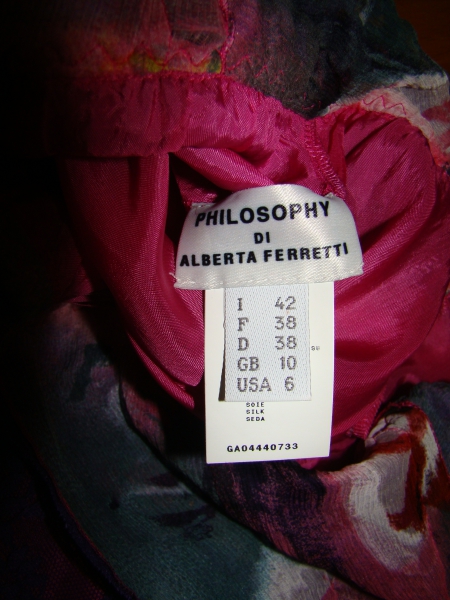 PHILOSOPHY
DI
ALBERTA FERRETTI
I 42
F 38
D 38
GB 10
USA 6
SOIE
SILK
SEDA
GA04440733